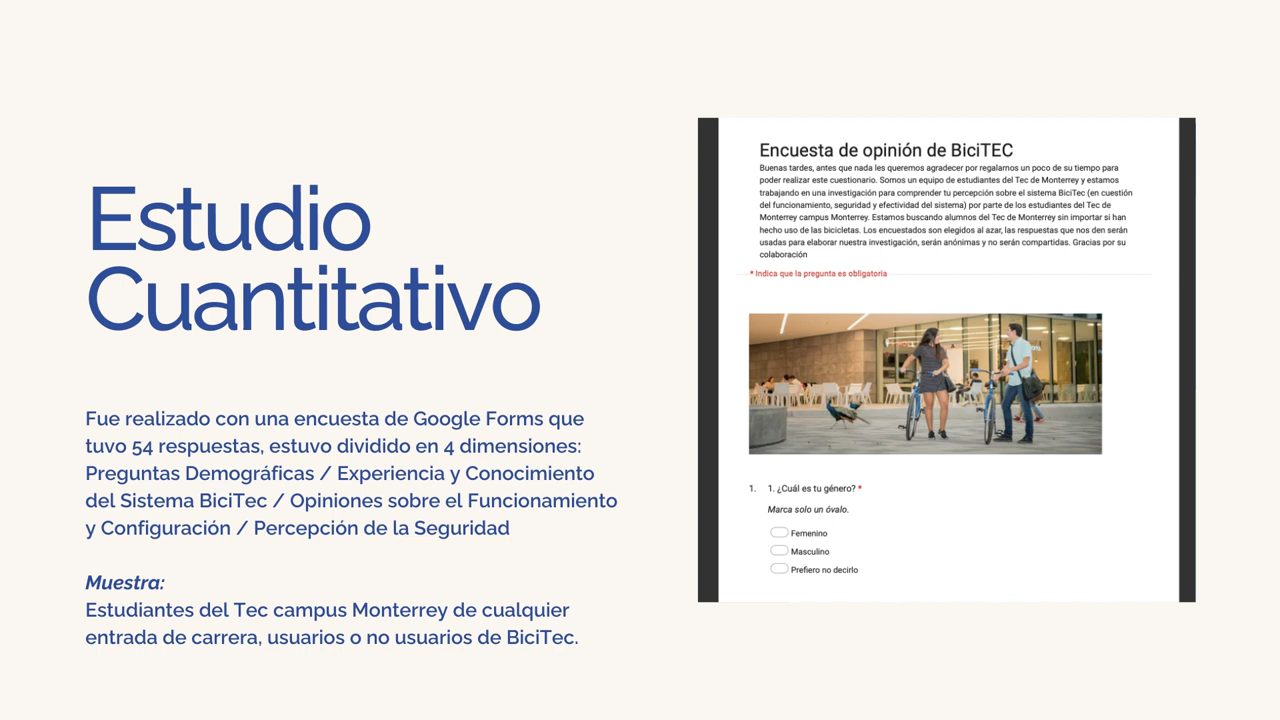 Estudio
Cuantitativo
Fue realizado con una encuesta de Google Forms que
tuvo 54 respuestas, estuvo dividido en 4 dimensiones:
Preguntas Demográficas / Experiencia y Conocimiento
del Sistema BiciTec / Opiniones sobre el Funcionamiento
y Configuración / Percepción de la Seguridad
Muestra:
Estudiantes del Tec campus Monterrey de cualquier
entrada de carrera, usuarios o no usuarios de BiciTec.
Encuesta de opinión de BiciTEC
Buenas tardes, antes que nada les queremos agradecer por regalarnos un poco de su tiempo para
poder realizar este cuestionario. Somos un equipo de estudiantes del Tec de Monterrey y estamos
trabajando en una investigación para comprender tu percepción sobre el sistema BiciTec (en cuestión
del funcionamiento, seguridad y efectividad del sistema) por parte de los estudiantes del Tec de
Monterrey campus Monterrey. Estamos buscando alumnos del Tec de Monterrey sin importar si han
hecho uso de las bicicletas. Los encuestados son elegidos al azar, las respuestas que nos den serán
usadas para elaborar nuestra investigación, serán anónimas y no serán compartidas. Gracias por su
colaboración
* Indica que la pregunta es obligatoria
1. 1. ¿Cuál es tu género? *
Marca solo un óvalo.
Femenino
Masculino
Prefiero no decirlo